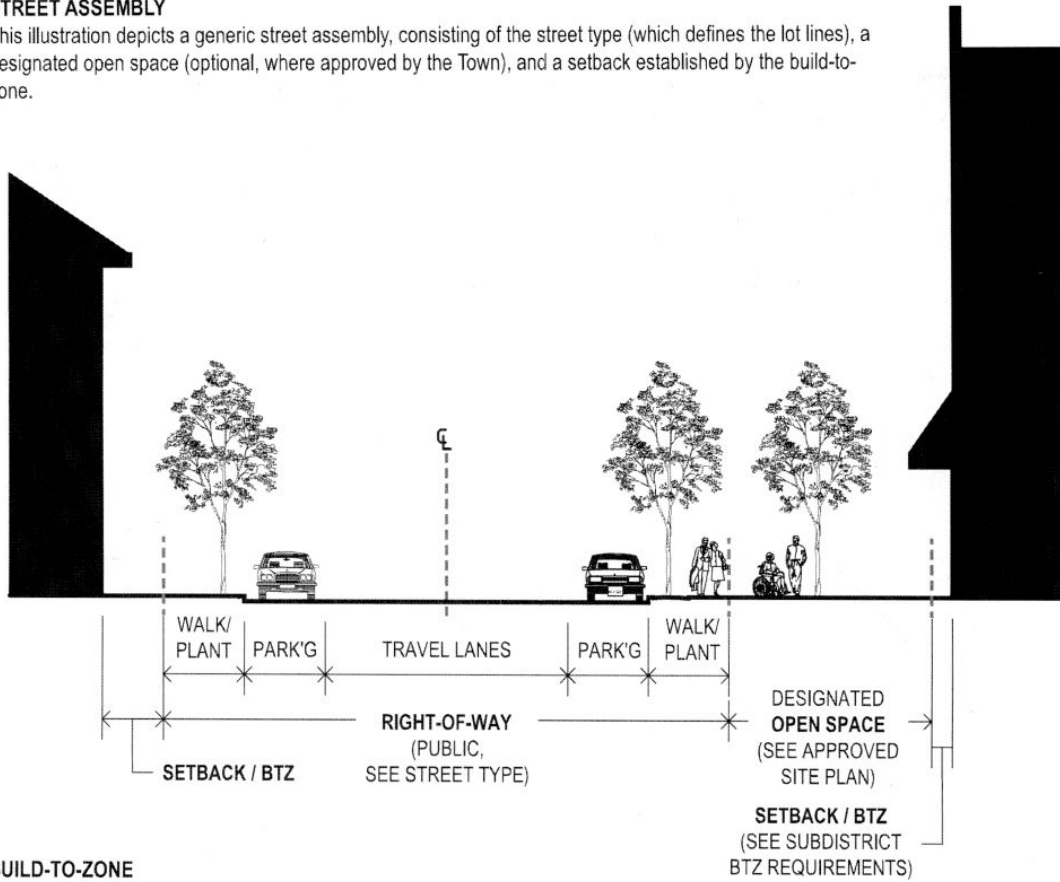 TREET ASSEMBLY
his illustration depicts a generic street assembly, consisting of the street type (which defines the lot lines), a
esignated open space (optional, where approved by the Town), and a setback established by the build-to-
one.
℄
WALK/
PLANT
PARK'G
TRAVEL LANES
PARK'G
WALK/
PLANT
RIGHT-OF-WAY
(PUBLIC,
SEE STREET TYPE)
DESIGNATED
OPEN SPACE
(SEE APPROVED
SITE PLAN)
SETBACK / BTZ
SETBACK / BTZ
(SEE SUBDISTRICT
BTZ REQUIREMENTS)
UILD-TO-ZONE